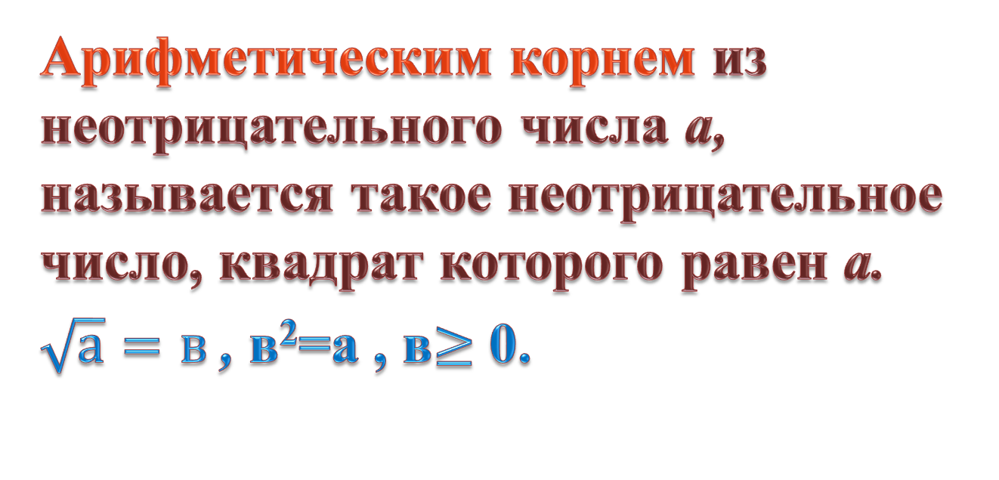 Арифметическим корнем из
неотрицательного числа а,
называется такое неотрицательное
число, квадрат которого равен а.
√а = в , в²=а , в≥ 0.